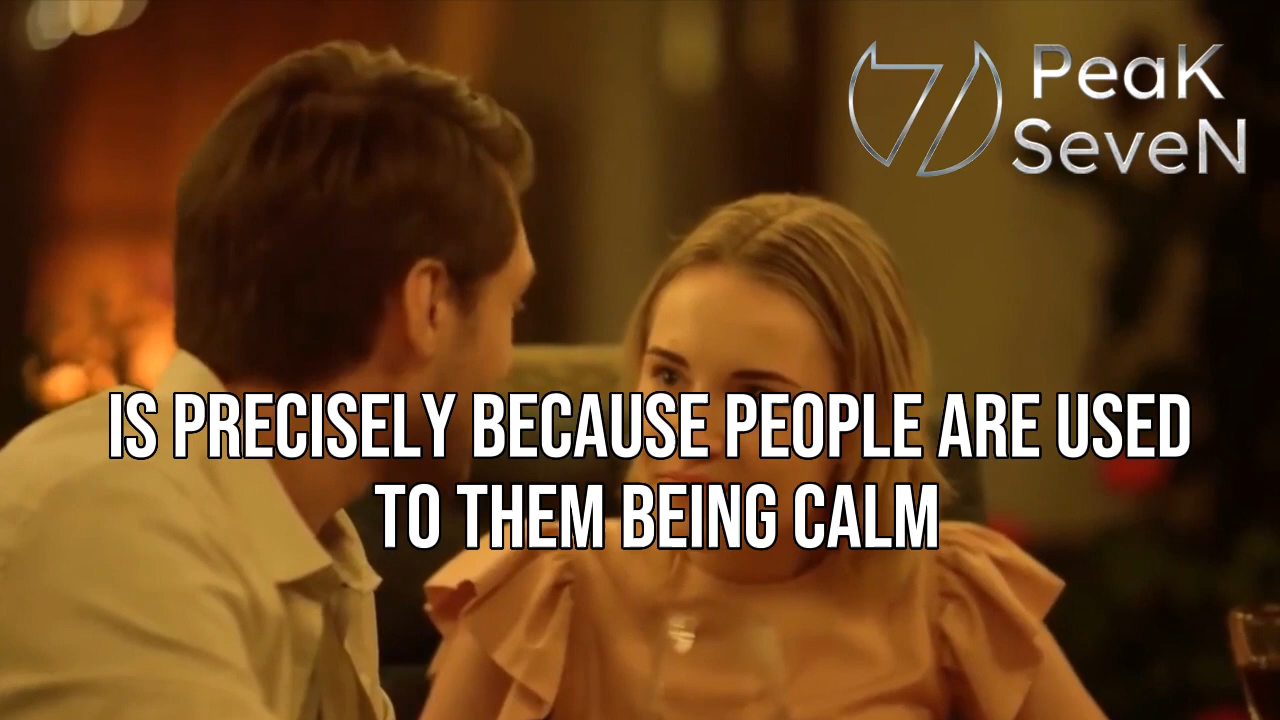 PeaK
SeveN
IS PRECISELY BECAUSE PEOPLE ARE USED
TO THEM BEING CALM